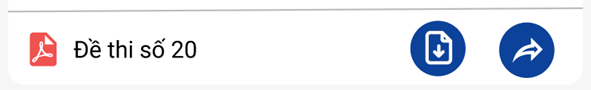 Đề thi số 20